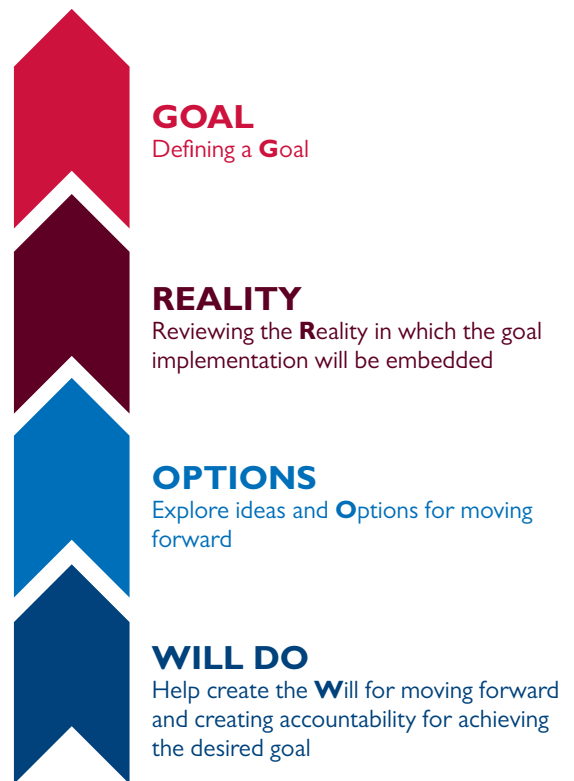 GOAL
Defining a Goal
REALITY
Reviewing the Reality in which the goal
implementation will be embedded
OPTIONS
Explore ideas and Options for moving
forward
WILL DO
Help create the Will for moving forward
and creating accountability for achieving
the desired goal